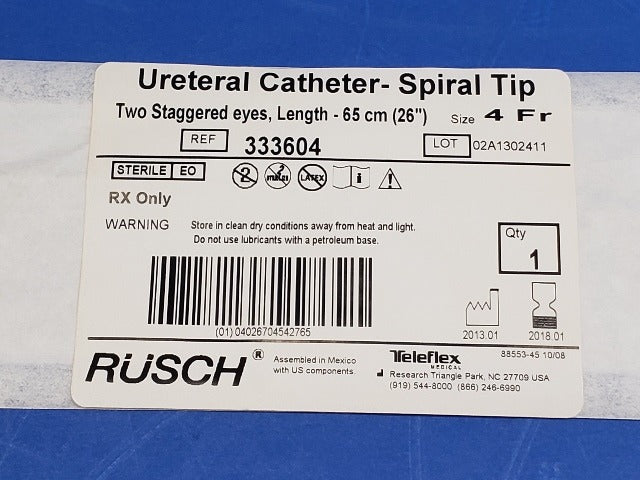 Ureteral Catheter- Spiral Tip
Two Staggered eyes, Length - 65 cm (26") Size 4 Fr
REF 333604 LOT 02A1302411
STERILE EO 2 LATEX i
RX Only
WARNING Store in clean dry conditions away from heat and light.
Do not use lubricants with a petroleum base.
Qty
1
(01) 04026704542765
2013.01 2018.01
RÜSCH ® Assembled in Mexico
with US components.
Teleflex
MEDICAL
88553-45 10/08
Research Triangle Park, NC 27709 USA
(919) 544-8000 (866) 246-6990